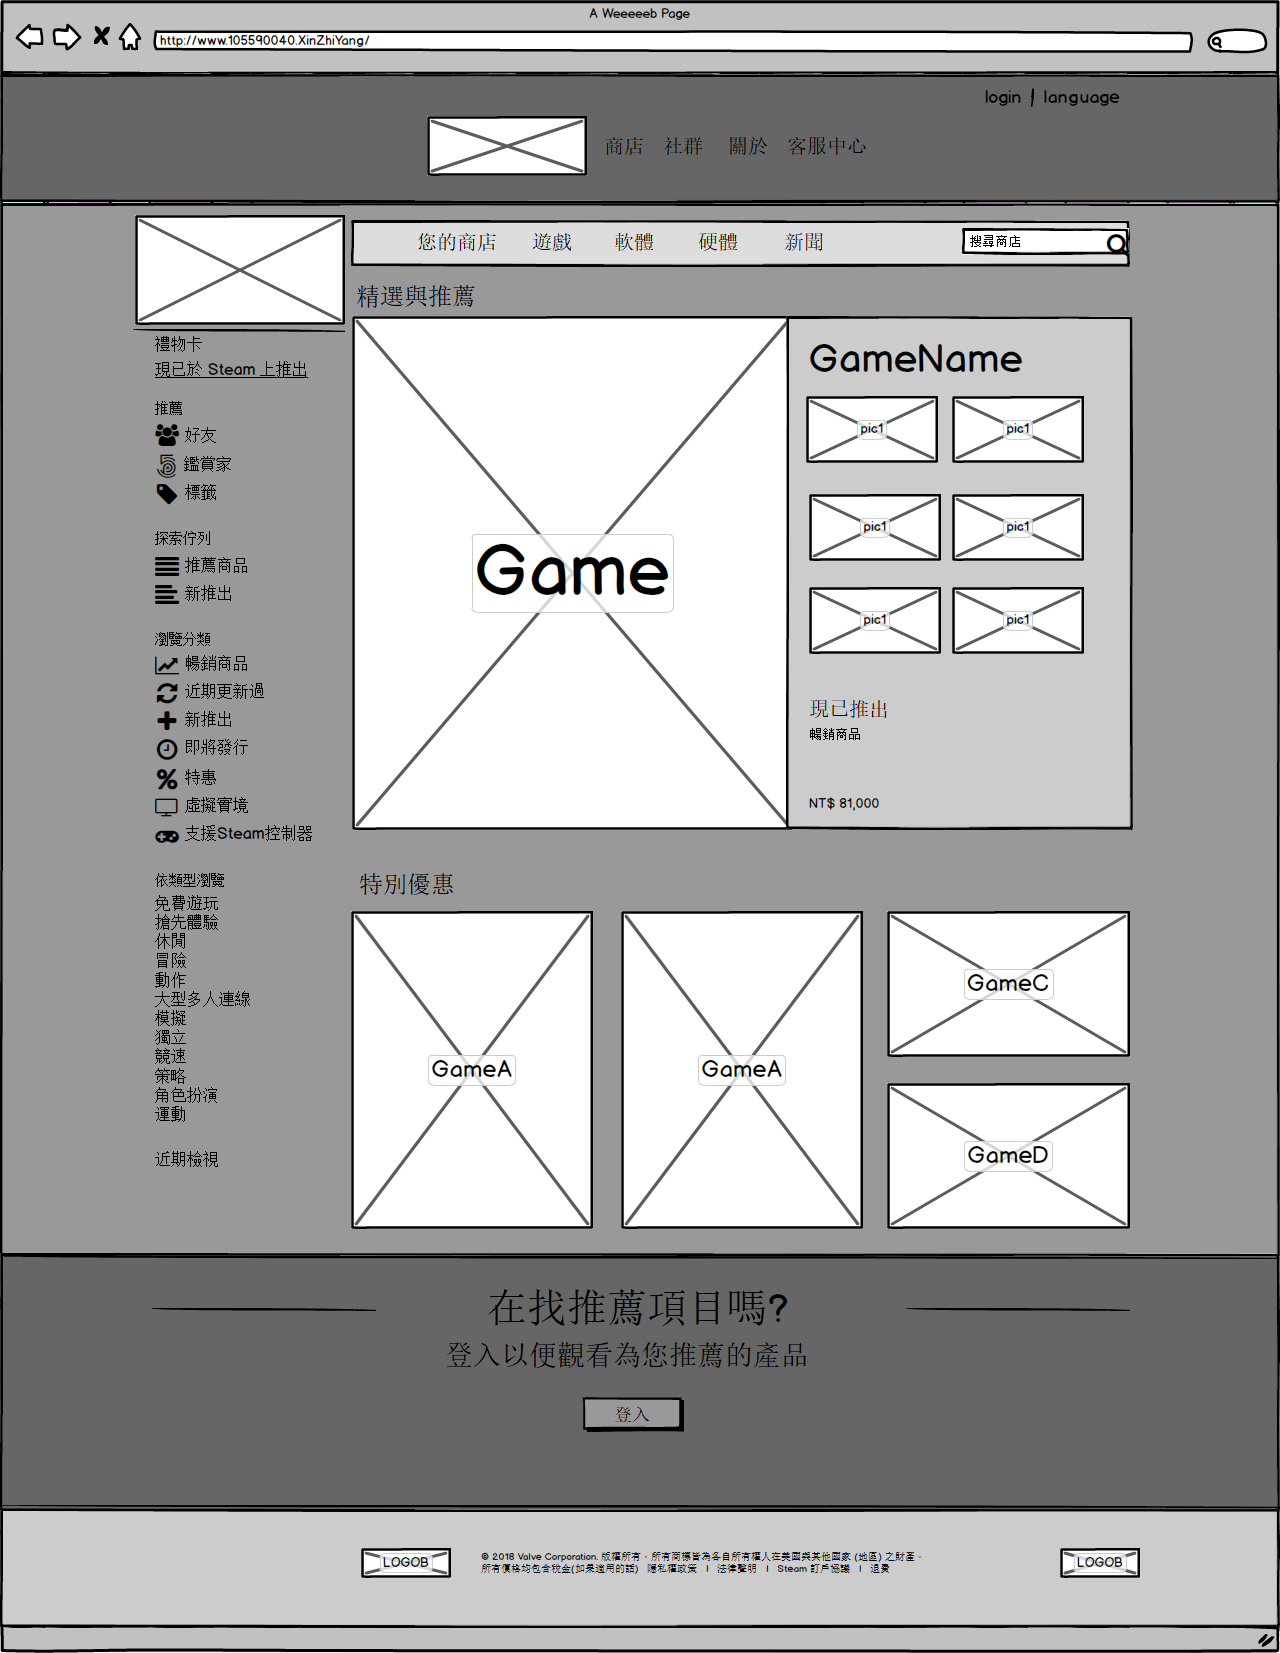 A Weeeeeb Page
http://www.105590040.XinZhiYang/
login | language
商店 社群 關於 客服中心
您的商店 遊戲 軟體 硬體 新聞 搜尋商店
精選與推薦
禮物卡
現已於 Steam 上推出
推薦
好友
鑑賞家
標籤
探索佇列
推薦商品
新推出
瀏覽分類
暢銷商品
近期更新過
新推出
即將發行
特惠
虛擬實境
支援Steam控制器
依類型瀏覽
免費遊玩
搶先體驗
休閒
冒險
動作
大型多人連線
模擬
獨立
競速
策略
角色扮演
運動
近期檢視
Game
GameName
pic1 pic1
pic1 pic1
pic1 pic1
現已推出
暢銷商品
NT$ 81,000
特別優惠
GameA GameA GameC
GameD
在找推薦項目嗎?
登入以便觀看為您推薦的產品
登入
LOGOB
© 2018 Valve Corporation. 版權所有。所有商標皆為各自所有權人在美國與其他國家 (地區) 之財產。
所有價格均包含稅金(如果適用的話) 隱私權政策 | 法律聲明 | Steam 訂戶協議 | 退費
LOGOB